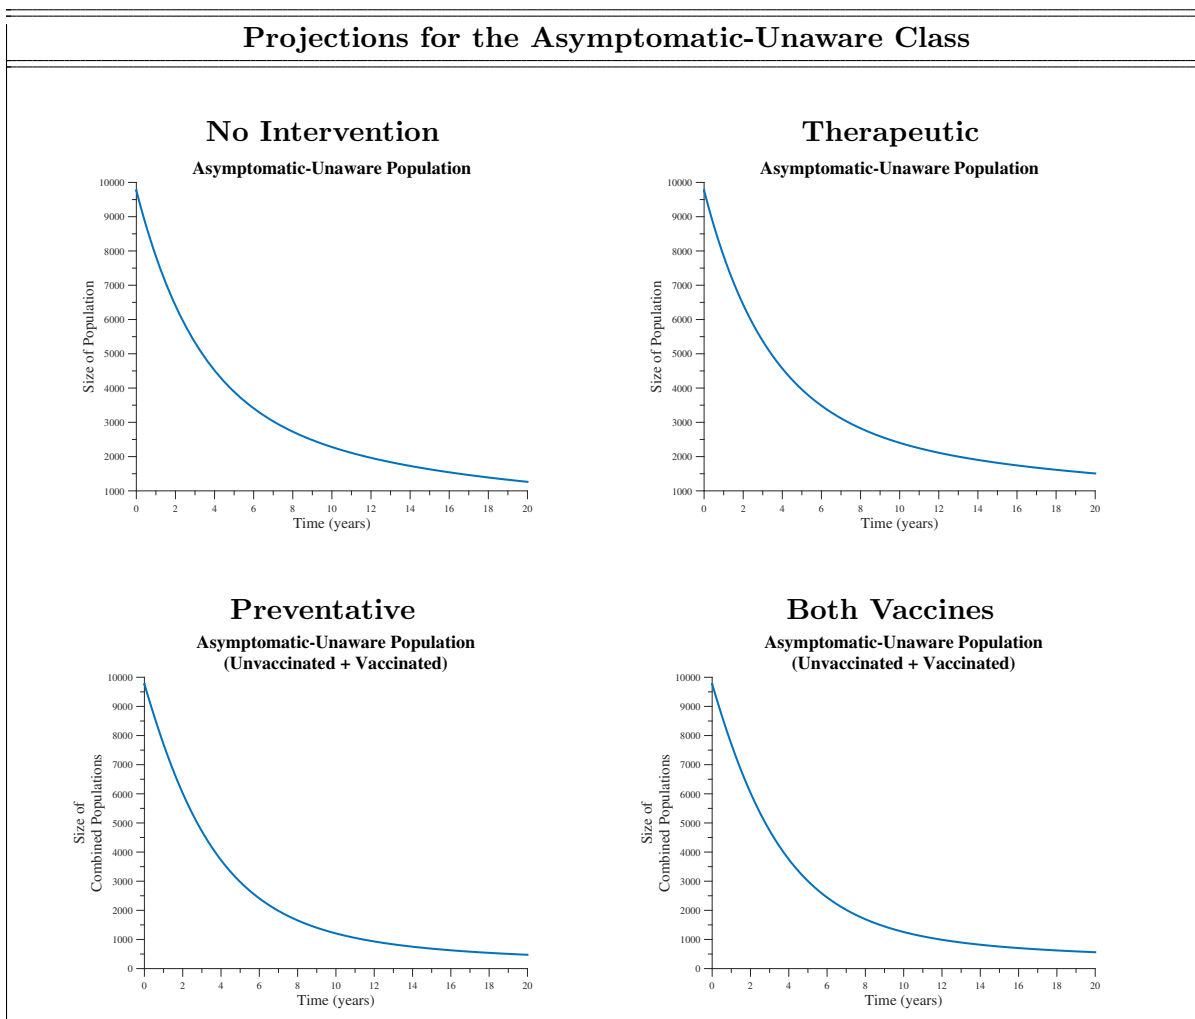 Projections for the Asymptomatic-Unaware Class
No Intervention
Asymptomatic-Unaware Population
10000
9000
8000
7000
6000
5000
4000
3000
2000
1000
Size of Population
0 2 4 6 8 10 12 14 16 18 20
Time (years)
Therapeutic
Asymptomatic-Unaware Population
10000
9000
8000
7000
6000
5000
4000
3000
2000
1000
Size of Population
0 2 4 6 8 10 12 14 16 18 20
Time (years)
Preventative
Asymptomatic-Unaware Population
(Unvaccinated + Vaccinated)
10000
9000
8000
7000
6000
5000
4000
3000
2000
1000
0
Size of
Combined Populations
0 2 4 6 8 10 12 14 16 18 20
Time (years)
Both Vaccines
Asymptomatic-Unaware Population
(Unvaccinated + Vaccinated)
10000
9000
8000
7000
6000
5000
4000
3000
2000
1000
0
Size of
Combined Populations
0 2 4 6 8 10 12 14 16 18 20
Time (years)